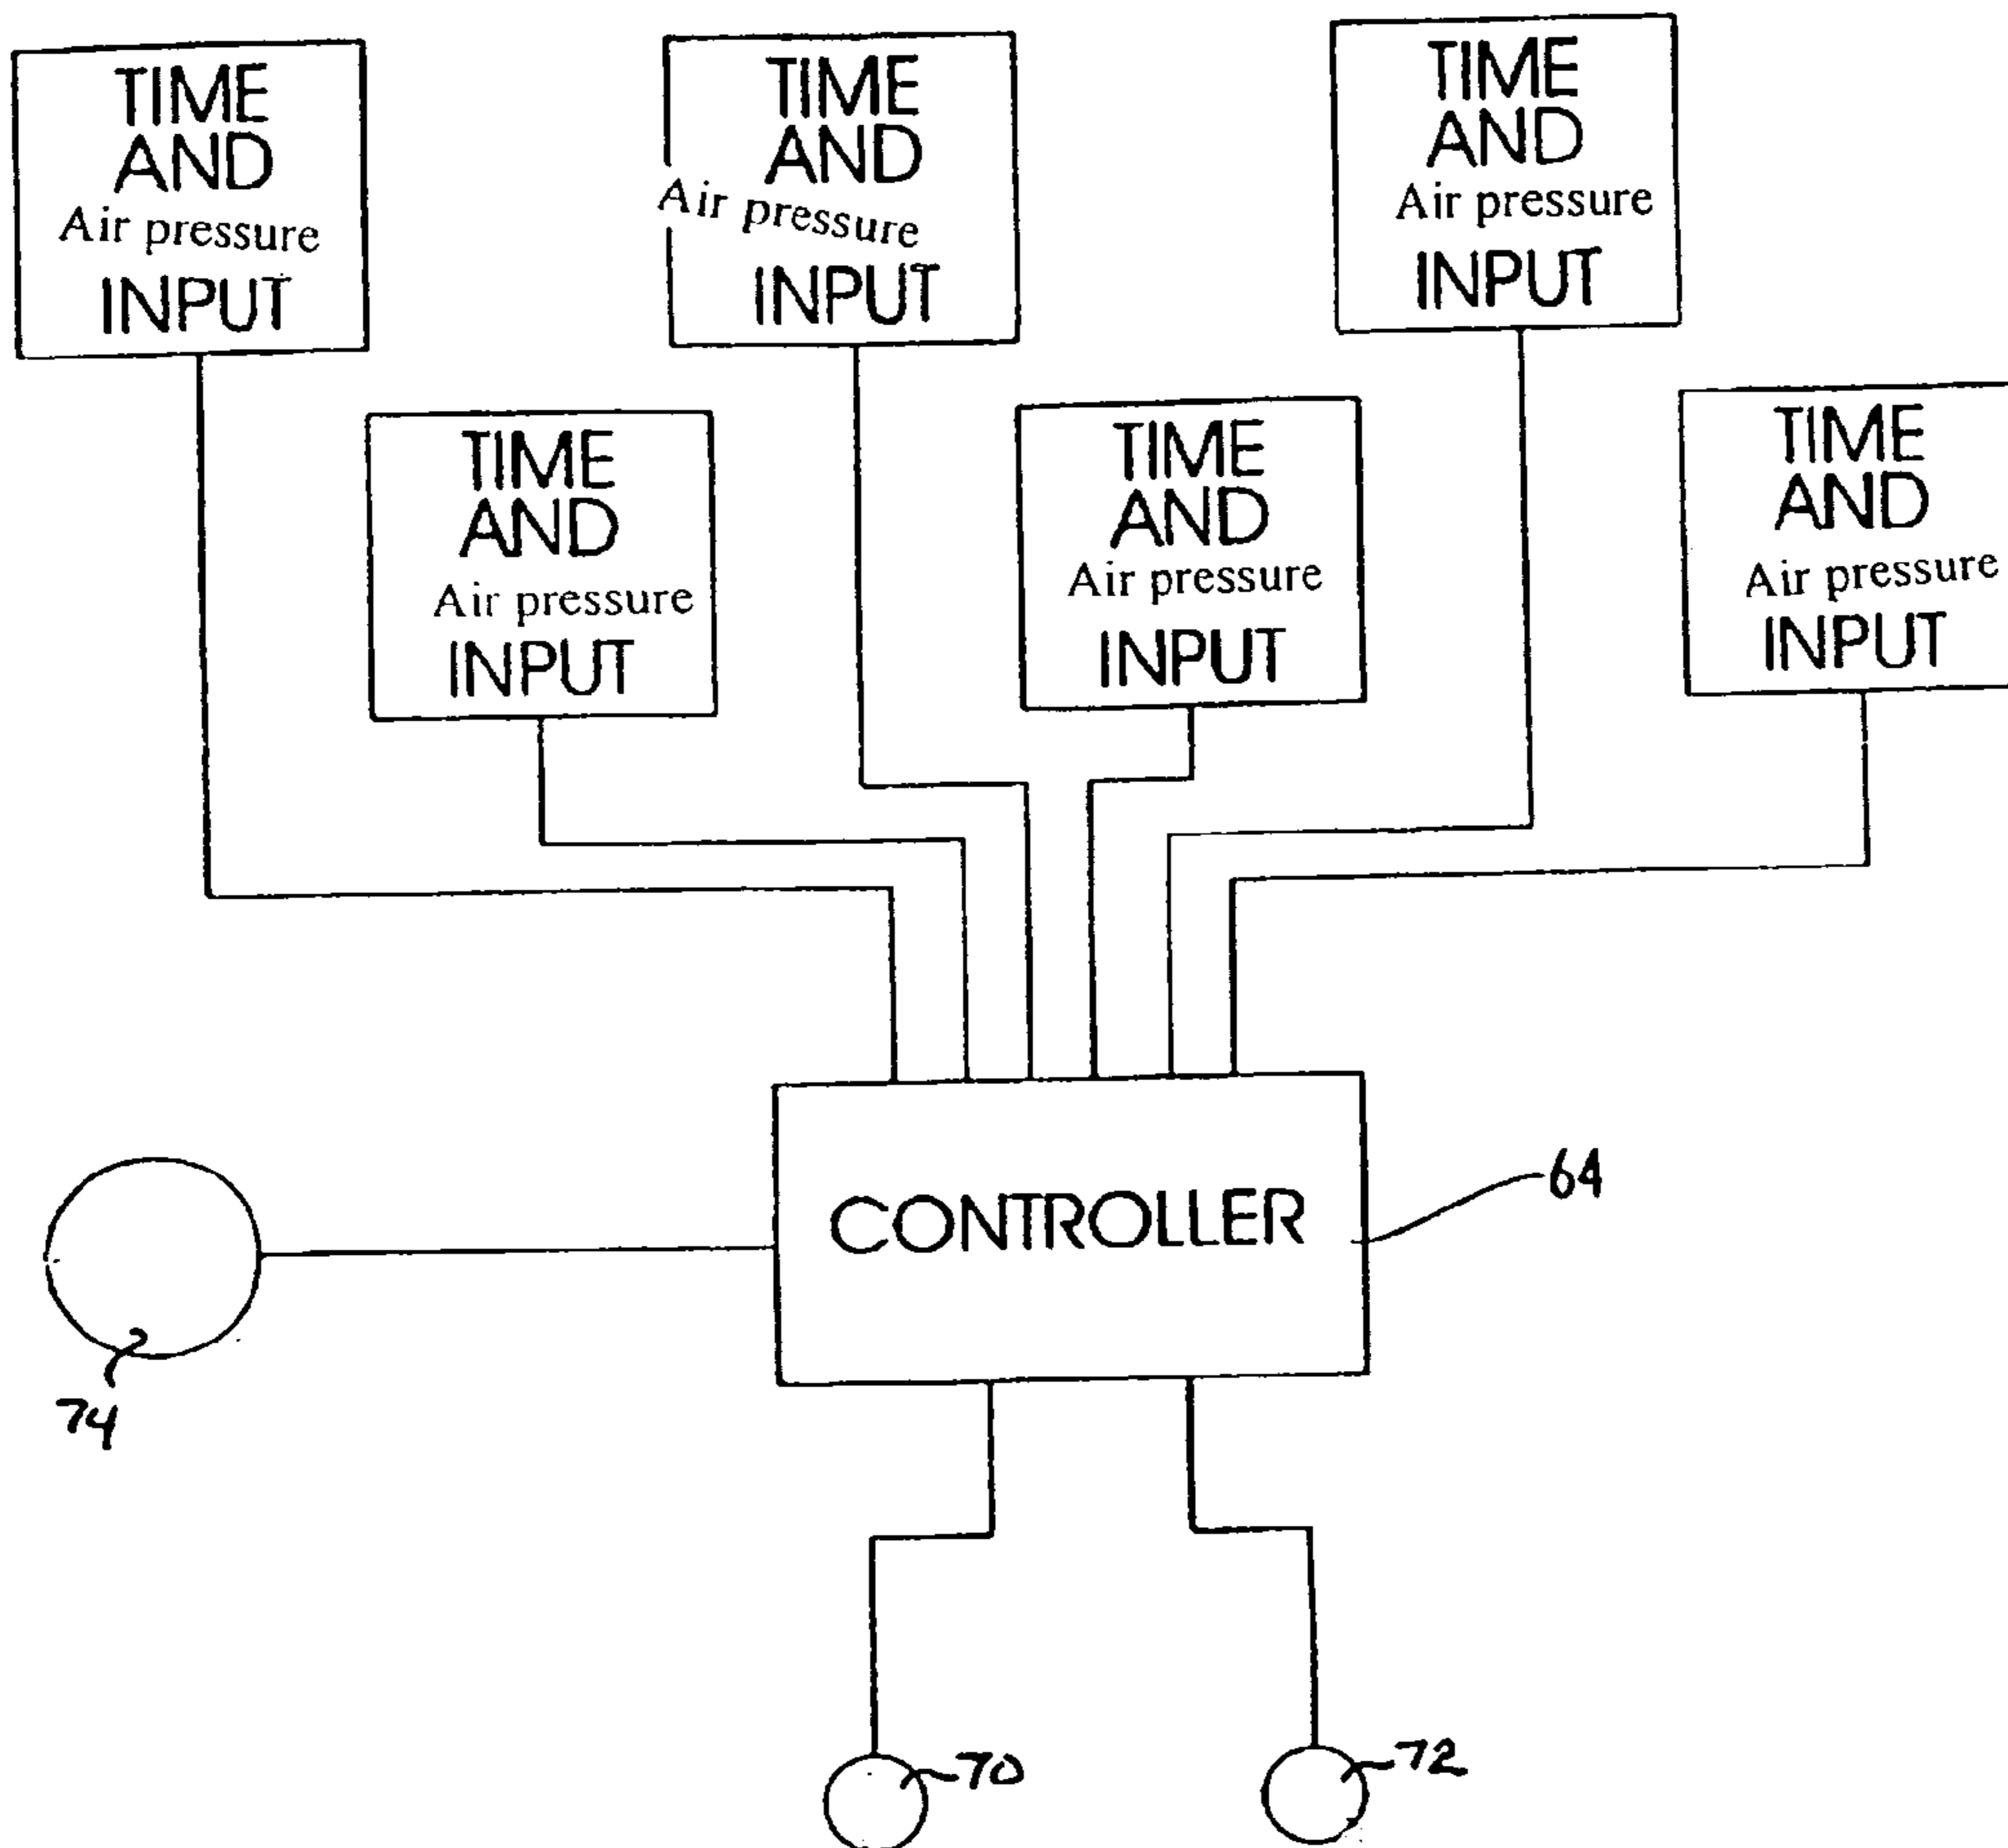 TIME
AND
Air pressure
INPUT
TIME
AND
Air pressure
INPUT
TIME
AND
Air pressure
INPUT
TIME
AND
Air pressure
INPUT
TIME
AND
Air pressure
INPUT
TIME
AND
Air pressure
INPUT
CONTROLLER
64
74
70
72